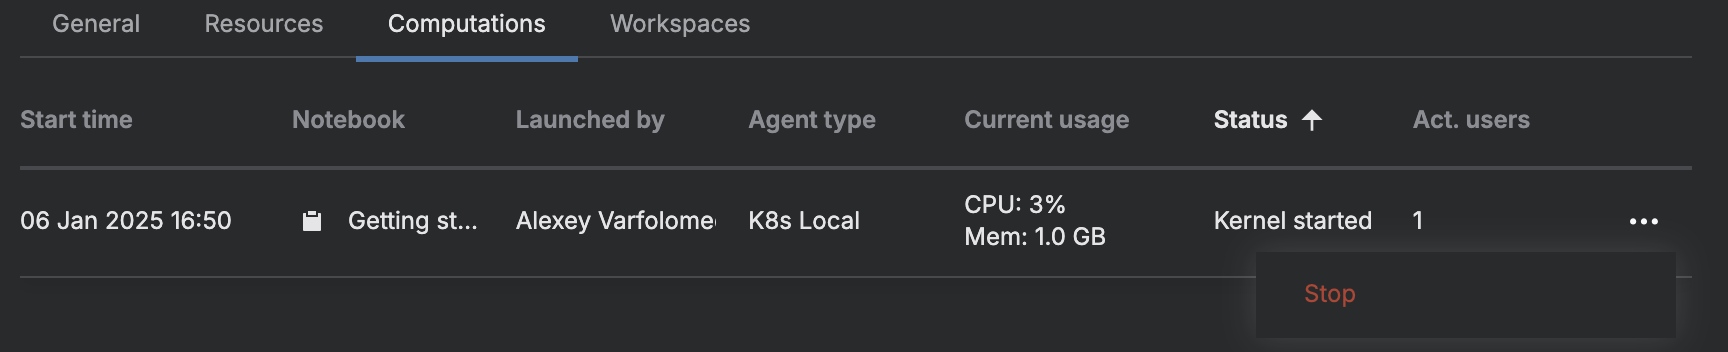 General Resources Computations Workspaces
Start time Notebook Launched by Agent type Current usage Status Act. users
06 Jan 2025 16:50 Getting st... Alexey Varfolome K8s Local CPU: 3% Kernel started 1
Mem: 1.0 GB
Stop